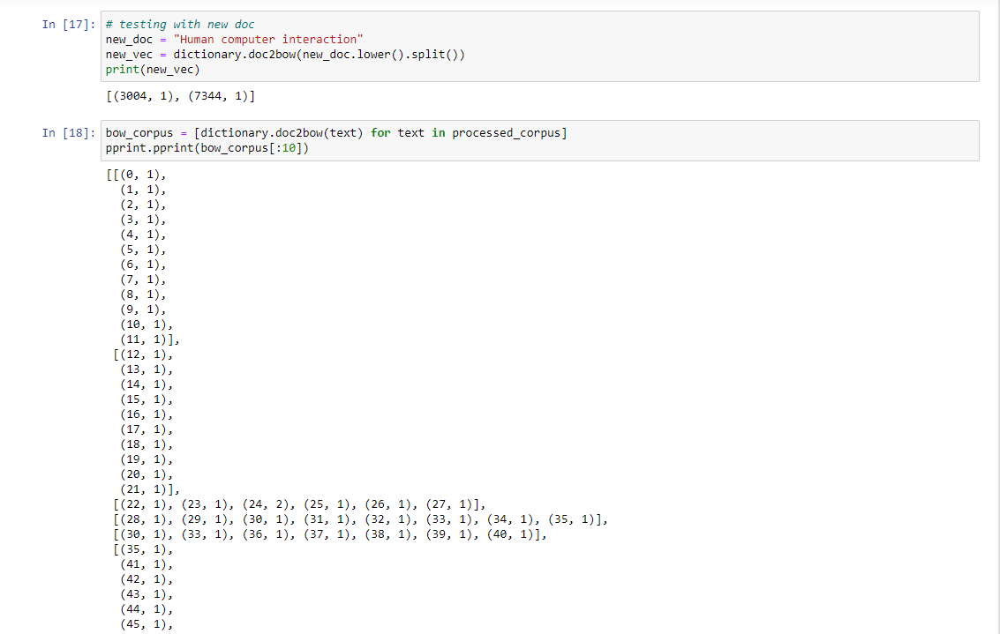 In [17]: # testing with new doc
new_doc = "Human computer interaction"
new_vec = dictionary.doc2bow(new_doc.lower().split())
print(new_vec)
[(3004, 1), (7344, 1)]
In [18]: bow_corpus = [dictionary.doc2bow(text) for text in processed_corpus]
pprint.pprint(bow_corpus[:10])
[[(0, 1),
(1, 1),
(2, 1),
(3, 1),
(4, 1),
(5, 1),
(6, 1),
(7, 1),
(8, 1),
(9, 1),
(10, 1),
(11, 1)],
[(12, 1),
(13, 1),
(14, 1),
(15, 1),
(16, 1),
(17, 1),
(18, 1),
(19, 1),
(20, 1),
(21, 1)],
[(22, 1), (23, 1), (24, 2), (25, 1), (26, 1), (27, 1)],
[(28, 1), (29, 1), (30, 1), (31, 1), (32, 1), (33, 1), (34, 1), (35, 1)],
[(30, 1), (33, 1), (36, 1), (37, 1), (38, 1), (39, 1), (40, 1)],
[(35, 1),
(41, 1),
(42, 1),
(43, 1),
(44, 1),
(45, 1),